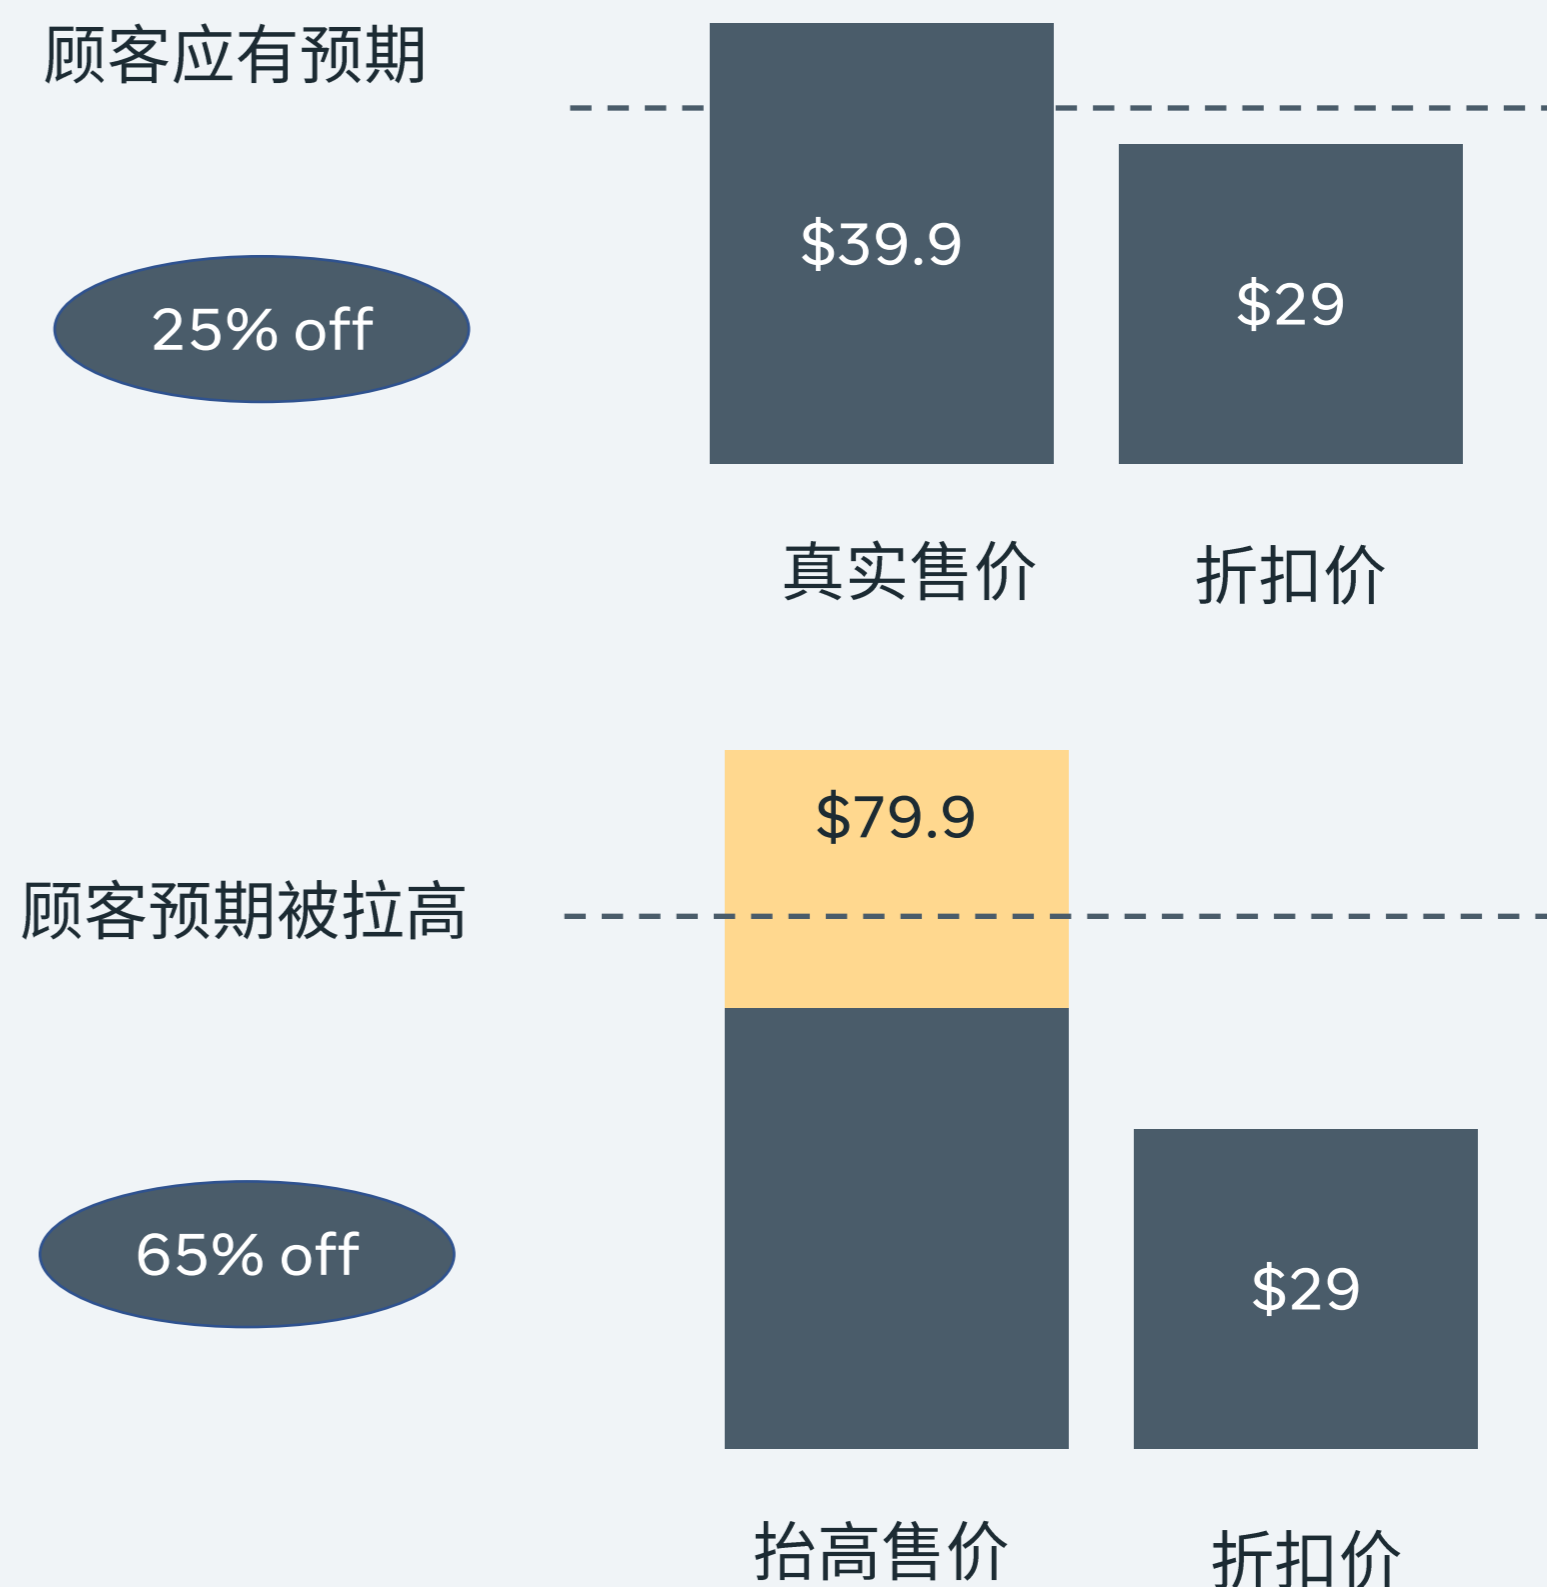 顾客应有预期
$39.9
$29
25% off
真实售价
折扣价
$79.9
顾客预期被拉高
65% off
$29
抬高售价
折扣价